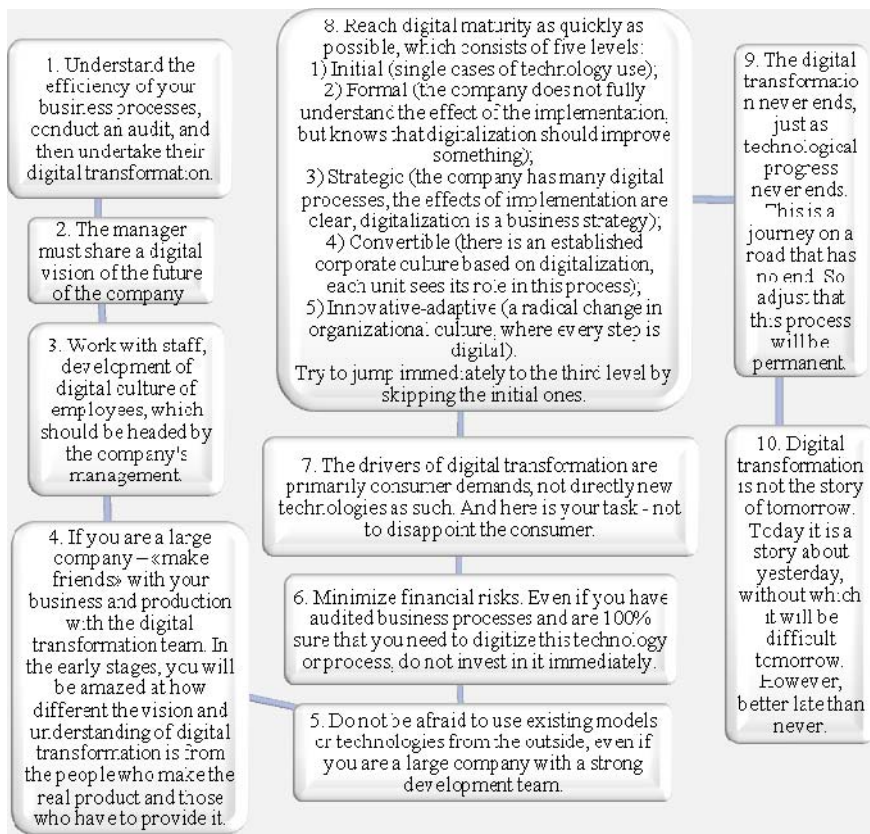 1. Understand the
efficiency of your
business processes,
conduct an audit, and
then undertake their
digital transformation.
2. The manager
must share a digital
vision of the future
of the company
3. Work with staff,
development of
digital culture of
employees, which
should be headed by
the company's
management.
4. If you are a large
company – «make
friends» with your
business and production
with the digital
transformation team. In
the early stages, you will
be amazed at how
different the vision and
understanding of digital
transformation is from
the people who make the
real product and those
who have to provide it.
5. Do not be afraid to use existing models
or technologies from the outside, even if
you are a large company with a strong
development team.
6. Minimize financial risks. Even if you have
audited business processes and are 100%
sure that you need to digitize this technology
or process, do not invest in it immediately.
7. The drivers of digital transformation are
primarily consumer demands, not directly new
technologies as such. And here is your task - not
to disappoint the consumer.
8. Reach digital maturity as quickly as
possible, which consists of five levels:
1) Initial (single cases of technology use);
2) Formal (the company does not fully
understand the effect of the implementation,
but knows that digitalization should improve
something);
3) Strategic (the company has many digital
processes, the effects of implementation are
clear, digitalization is a business strategy);
4) Convertible (there is an established
corporate culture based on digitalization,
each unit sees its role in this process);
5) Innovative-adaptive (a radical change in
organizational culture, where every step is
digital).
Try to jump immediately to the third level by
skipping the initial ones.
9. The digital
transformatio
n never ends,
just as
technological
progress
never ends.
This is a
journey on a
road that has
no end. So
adjust that
this process
will be
permanent.
10. Digital
transformation
is not the story
of tomorrow.
Today it is a
story about
yesterday,
without which
it will be
difficult
tomorrow.
However,
better late than
never.